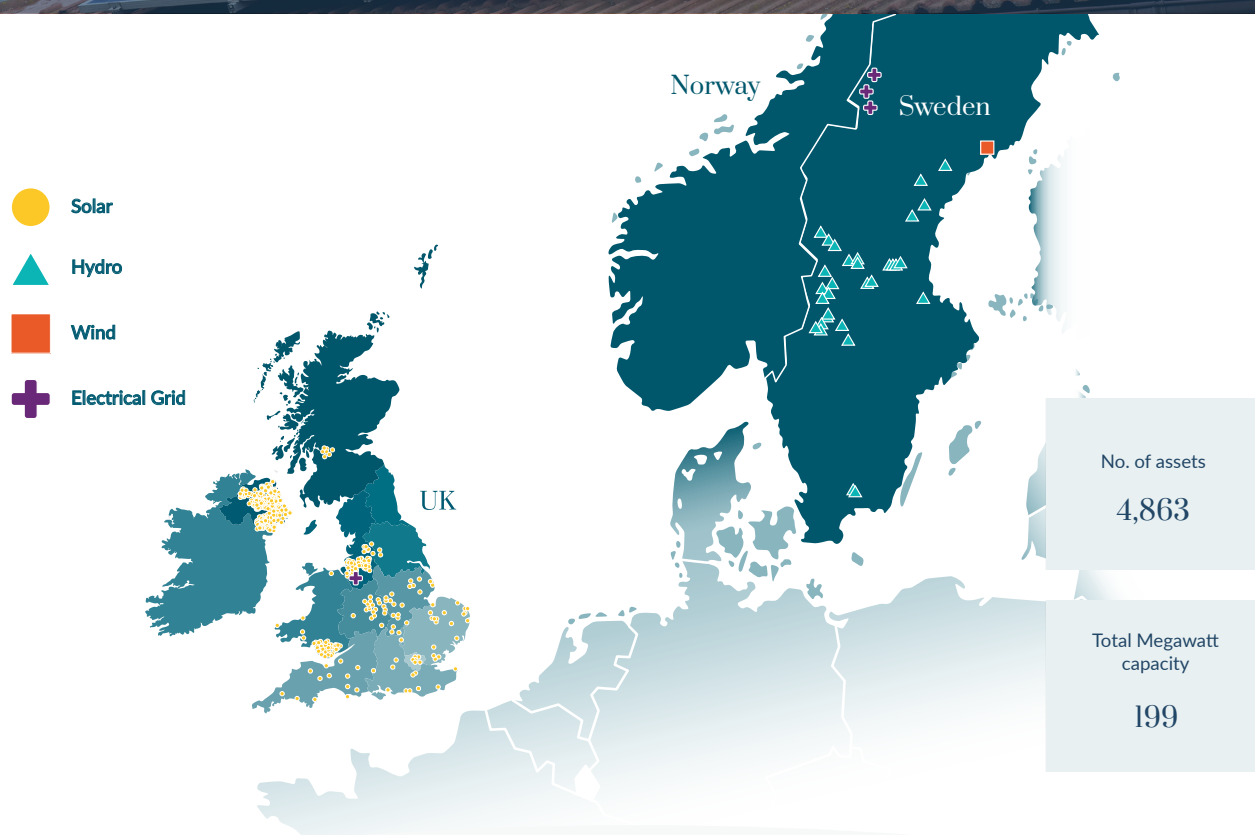 Norway
Sweden
Solar
Hydro
Wind
Electrical Grid
UK
No. of assets
4,863
Total Megawatt
capacity
199